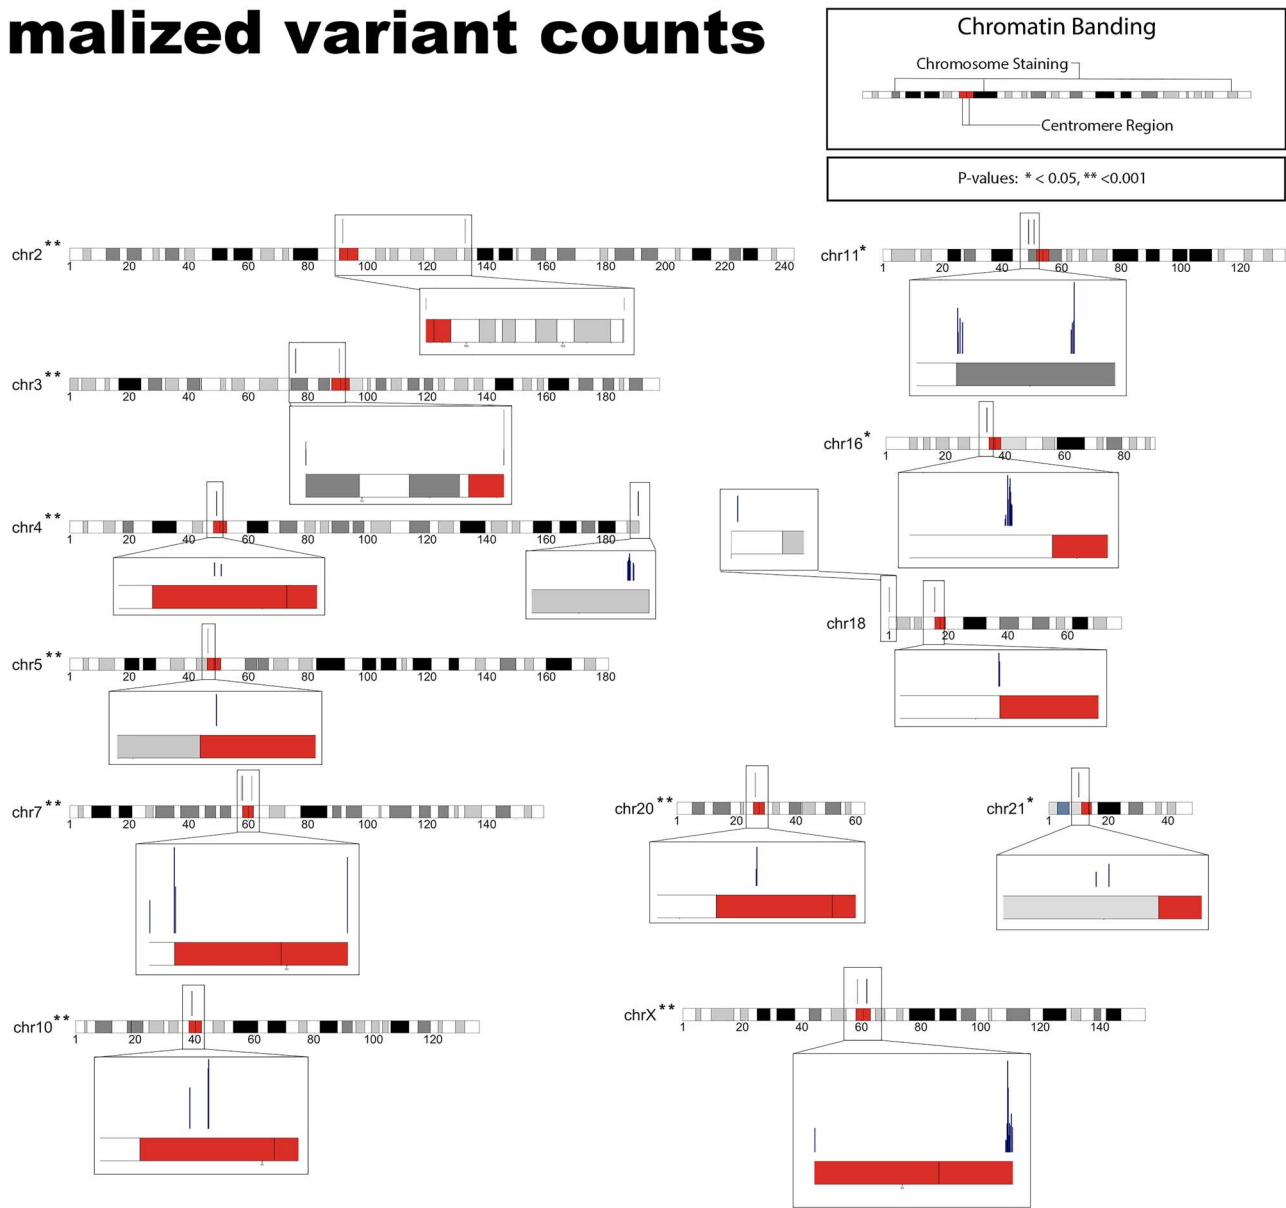 malized variant counts
Chromatin Banding
Chromosome Staining
Centromere Region
P-values: * < 0.05, ** <0.001
chr2**
1 20 40 60 80 100 120 140 160 180 200 220 240
chr11*
1 20 40 60 80 100 120
chr3**
1 20 40 60 80 100 120 140 160 180
chr16*
1 20 40 60 80
chr4**
1 20 40 60 80 100 120 140 160 180
chr18
1 20 40 60
chr5**
1 20 40 60 80 100 120 140 160 181
chr7**
1 20 40 60 80 100 120 140
chr20**
1 20 40 60
chr21*
1 20 40
chr10**
1 20 40 60 80 100 120
chrX**
1 20 40 60 80 100 120 140